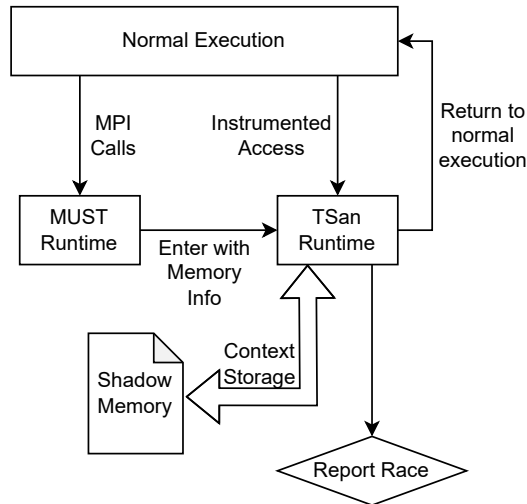 Normal Execution
MPI
Calls
Instrumented
Access
Return to
normal
execution
MUST
Runtime
Enter with
Memory
Info
TSan
Runtime
Context
Storage
Shadow
Memory
Report Race